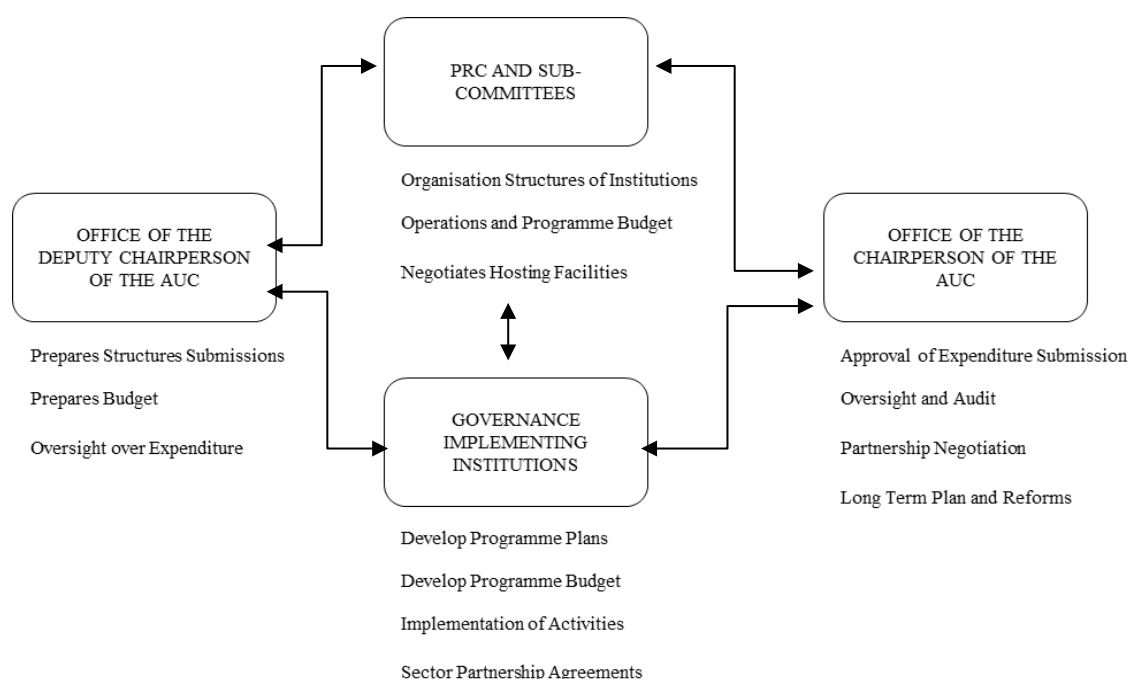 PRC AND SUB-
COMMITTEES
Organisation Structures of Institutions
Operations and Programme Budget
Negotiates Hosting Facilities
OFFICE OF THE
DEPUTY CHAIRPERSON
OF THE AUC
Prepares Structures Submissions
Prepares Budget
Oversight over Expenditure
OFFICE OF THE
CHAIRPERSON OF THE
AUC
Approval of Expenditure Submission
Oversight and Audit
Partnership Negotiation
Long Term Plan and Reforms
GOVERNANCE
IMPLEMENTING
INSTITUTIONS
Develop Programme Plans
Develop Programme Budget
Implementation of Activities
Sector Partnership Agreements